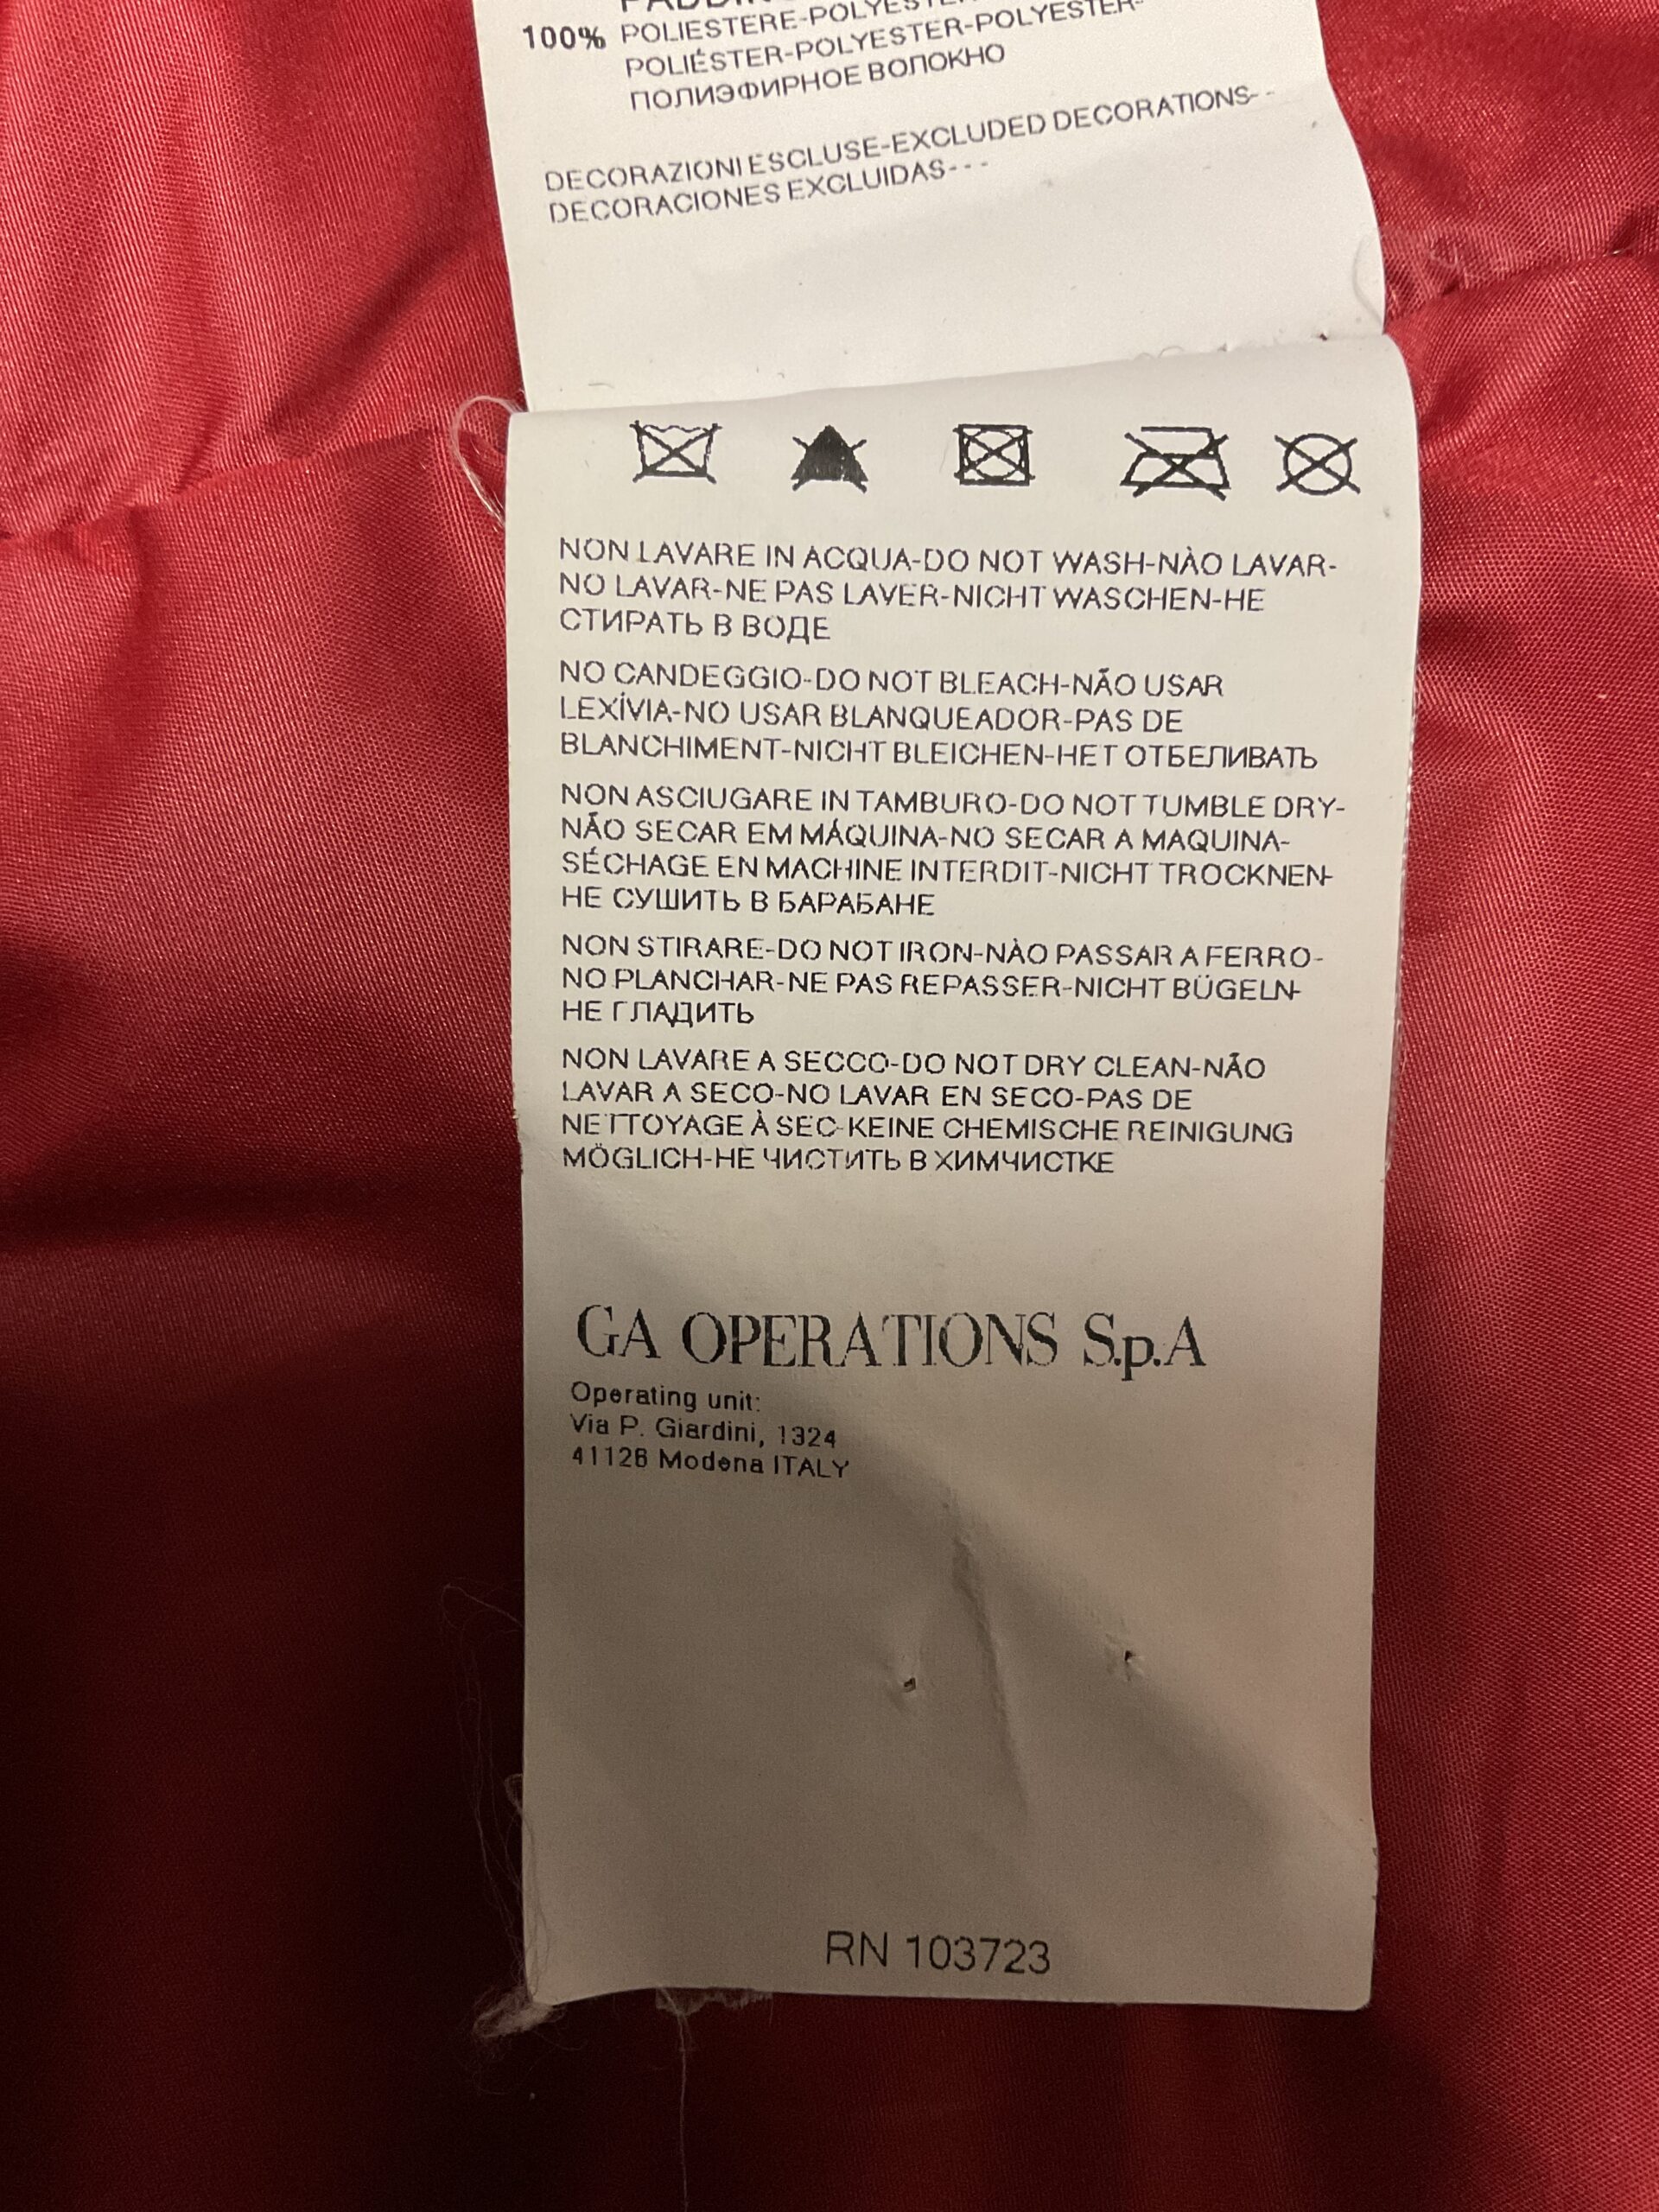 100% POLIESTERE-POLYESTER-
POLIÉSTER-POLYESTER-POLYESTER-
ПОЛИЭФИРНОЕ ВОЛОКНО
DECORAZIONI ESCLUSE-EXCLUDED DECORATIONS--
DECORACIONES EXCLUIDAS---
NON LAVARE IN ACQUA-DO NOT WASH-NÀO LAVAR-
NO LAVAR-NE PAS LAVER-NICHT WASCHEN-НЕ
СТИРАТЬ В ВОДЕ
NO CANDEGGIO-DO NOT BLEACH-NÃO USAR
LEXÍVIA-NO USAR BLANQUEADOR-PAS DE
BLANCHIMENT-NICHT BLEICHEN-НЕТ ОТБЕЛИВАТЬ
NON ASCIUGARE IN TAMBURO-DO NOT TUMBLE DRY-
NÃO SECAR EM MÁQUINA-NO SECAR A MAQUINA-
SÉCHAGE EN MACHINE INTERDIT-NICHT TROCKNEN-
НЕ СУШИТЬ В БАРАБАНЕ
NON STIRARE-DO NOT IRON-NÀO PASSAR A FERRO-
NO PLANCHAR-NE PAS REPASSER-NICHT BÜGELN-
НЕ ГЛАДИТЬ
NON LAVARE A SECCO-DO NOT DRY CLEAN-NÃO
LAVAR A SECO-NO LAVAR EN SECO-PAS DE
NETTOYAGE À SEC-KEINE CHEMISCHE REINIGUNG
MÖGLICH-НЕ ЧИСТИТЬ В ХИМЧИСТКЕ
GA OPERATIONS S.p.A
Operating unit:
Via P. Giardini, 1324
41126 Modena ITALY
RN 103723